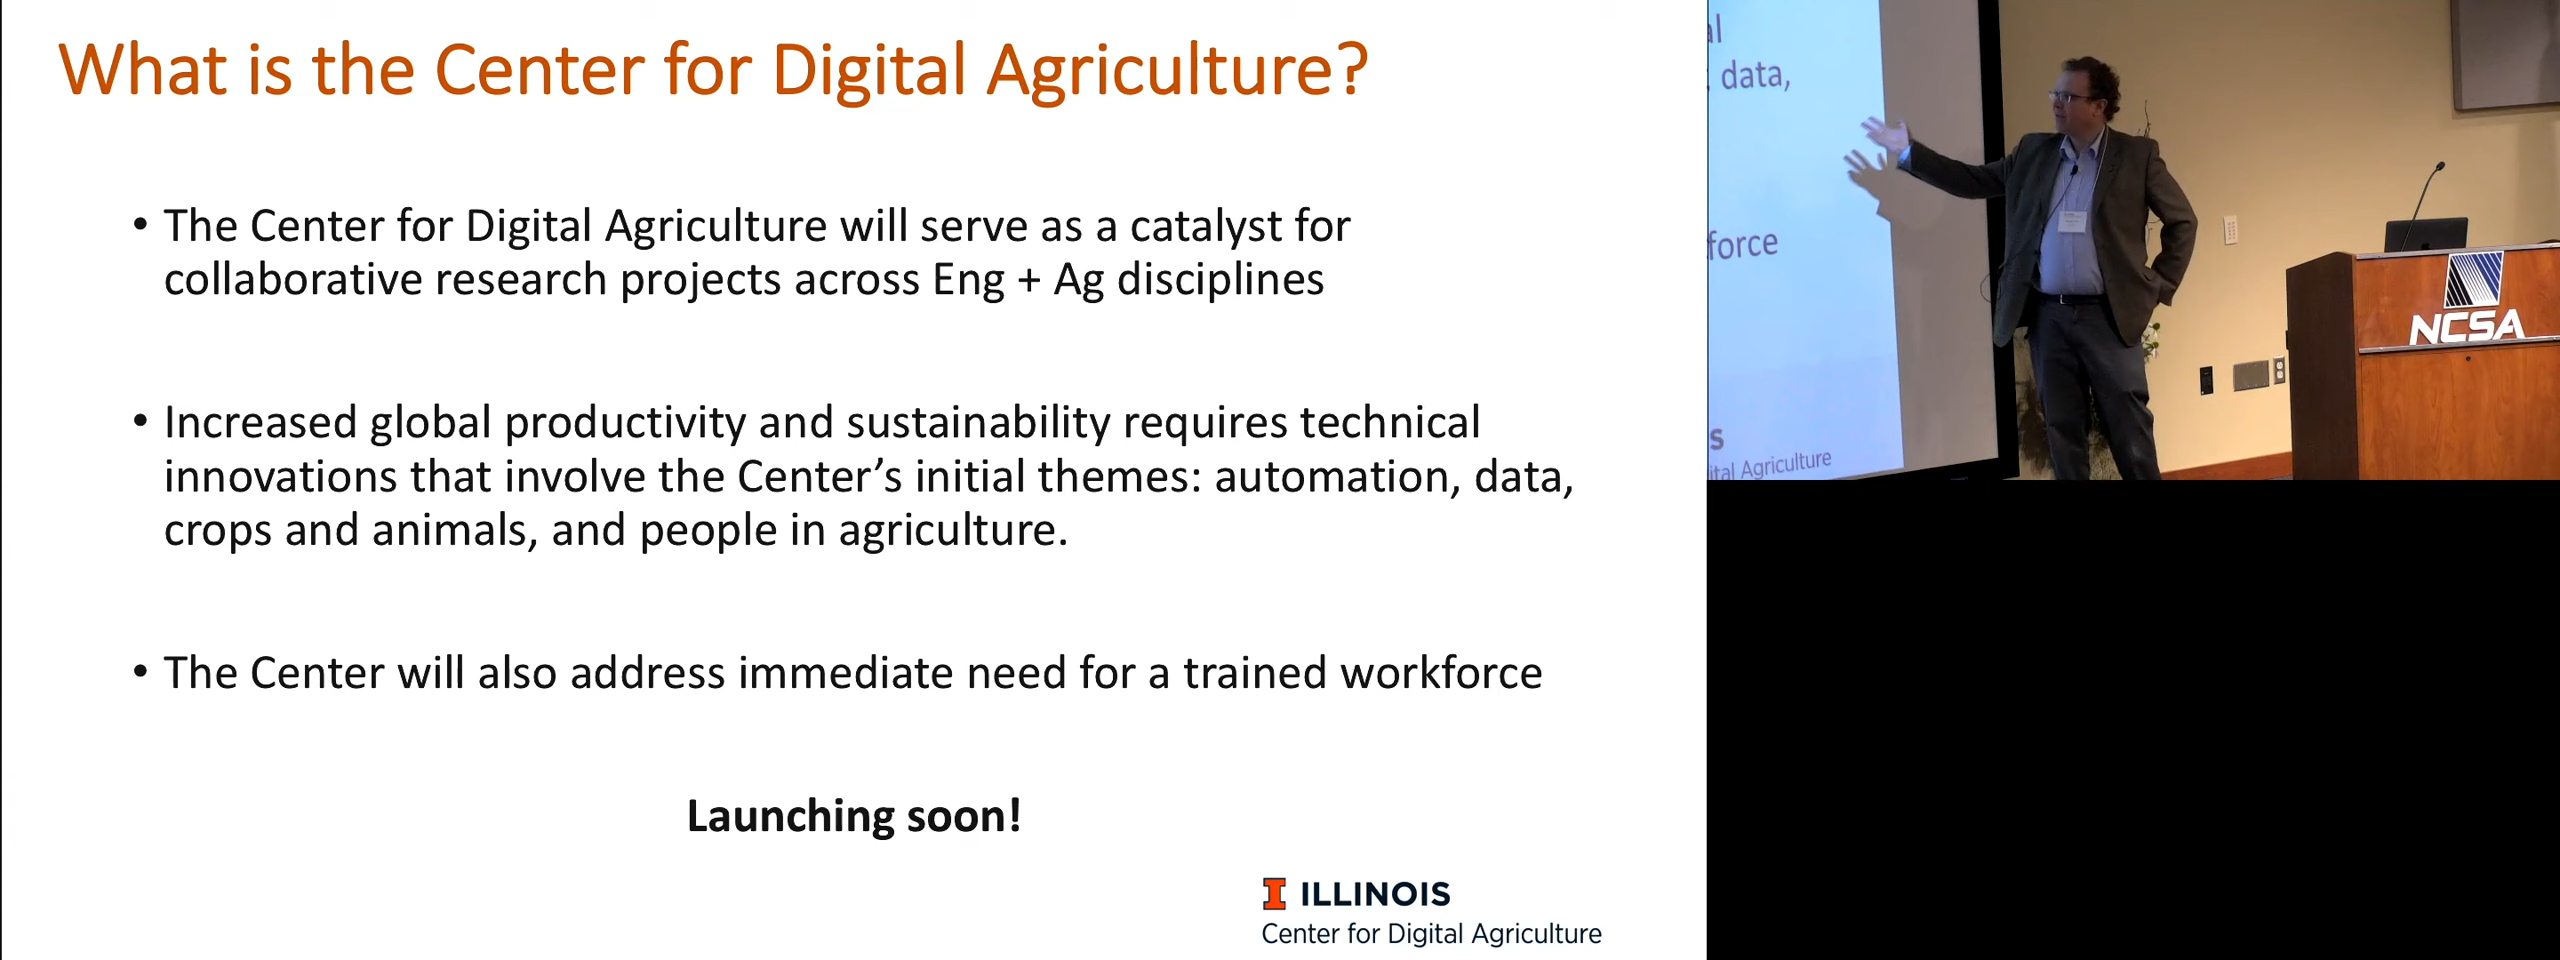 What is the Center for Digital Agriculture?
• The Center for Digital Agriculture will serve as a catalyst for
collaborative research projects across Eng + Ag disciplines
• Increased global productivity and sustainability requires technical
innovations that involve the Center’s initial themes: automation, data,
crops and animals, and people in agriculture.
• The Center will also address immediate need for a trained workforce
Launching soon!
I ILLINOIS
Center for Digital Agriculture
al
data,
force
s
ital Agriculture
NCSA